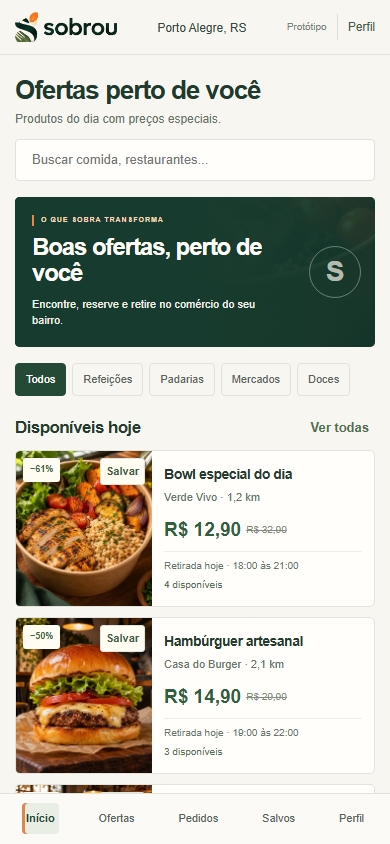 sobrou
Porto Alegre, RS
Protótipo
Perfil
Ofertas perto de você
Produtos do dia com preços especiais.
Buscar comida, restaurantes...
O QUE SOBRA TRANSFORMA
Boas ofertas, perto de
você
S
Encontre, reserve e retire no comércio do seu
bairro.
Todos
Refeições
Padarias
Mercados
Doces
Disponíveis hoje
Ver todas
−61%
Salvar
Bowl especial do dia
Verde Vivo · 1,2 km
R$ 12,90 R$ 32,90
Retirada hoje · 18:00 às 21:00
4 disponíveis
−50%
Salvar
Hambúrguer artesanal
Casa do Burger · 2,1 km
R$ 14,90 R$ 29,90
Retirada hoje · 19:00 às 22:00
3 disponíveis
Início
Ofertas
Pedidos
Salvos
Perfil